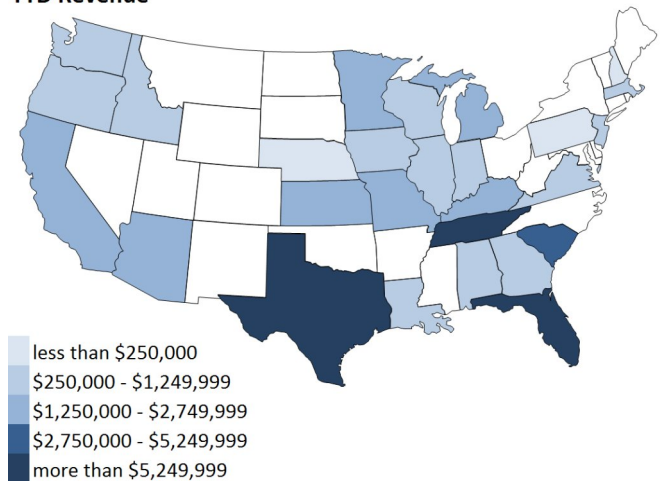 YTD Revenue
less than $250,000
$250,000 - $1,249,999
$1,250,000 - $2,749,999
$2,750,000 - $5,249,999
more than $5,249,999